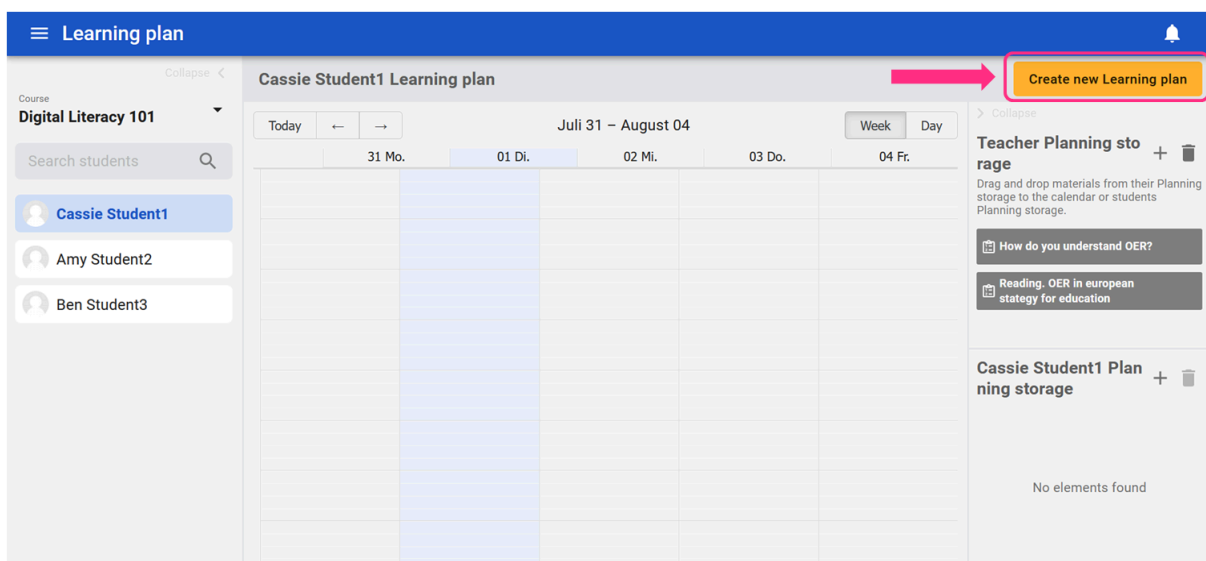 Learning plan
Collapse
Course
Digital Literacy 101
Search students
Cassie Student1
Amy Student2
Ben Student3
Cassie Student1 Learning plan
Create new Learning plan
Today ← →
Juli 31 – August 04
Week Day
31 Mo. 01 Di. 02 Mi. 03 Do. 04 Fr.
Collapse
Teacher Planning sto
rage
Drag and drop materials from their Planning
storage to the calendar or students
Planning storage.
How do you understand OER?
Reading. OER in european
stategy for education
Cassie Student1 Plan
ning storage
No elements found